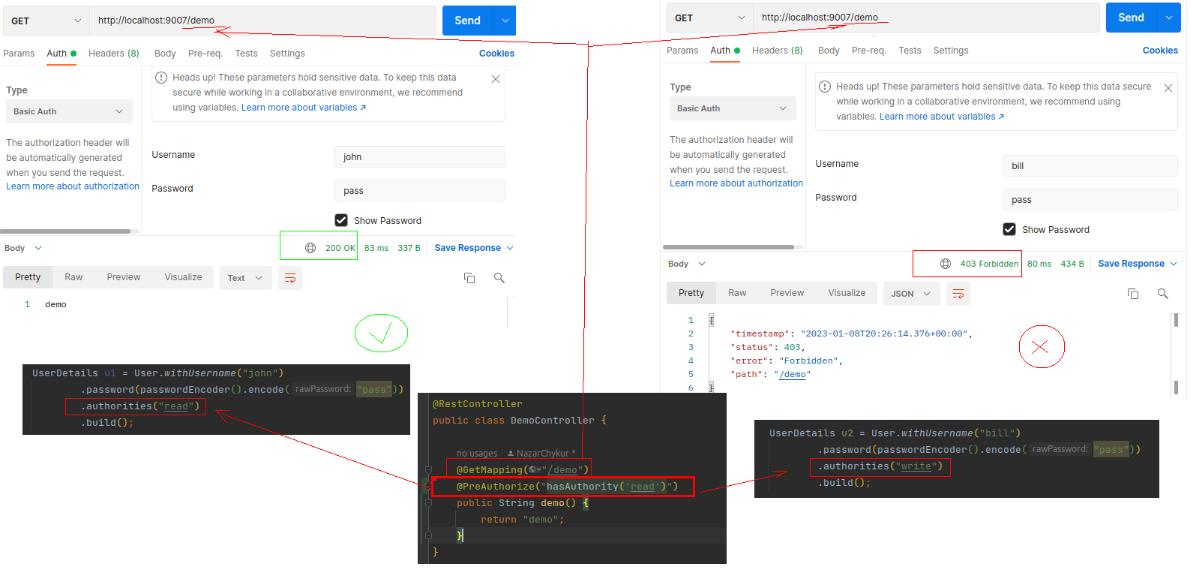 GET
http://localhost:9007/demo
Send
Params Auth Headers (8) Body Pre-req. Tests Settings
Cookies
Type
Basic Auth
The authorization header will
be automatically generated
when you send the request.
Learn more about authorization
Heads up! These parameters hold sensitive data. To keep this data
secure while working in a collaborative environment, we recommend
using variables. Learn more about variables ↗
Username
john
Password
pass
Show Password
Body
200 OK 83 ms 337 B
Save Response
Pretty Raw Preview Visualize Text
1 demo
UserDetails u1 = User.withUsername("john")
.password(passwordEncoder().encode( rawPassword: "pass"))
.authorities("read")
.build();
GET
http://localhost:9007/demo
Send
Params Auth Headers (8) Body Pre-req. Tests Settings
Cookies
Type
Basic Auth
The authorization header will
be automatically generated
when you send the request.
Learn more about authorization
Heads up! These parameters hold sensitive data. To keep this data secure
while working in a collaborative environment, we recommend using
variables. Learn more about variables ↗
Username
bill
Password
pass
Show Password
Body
403 Forbidden 80 ms 434 B
Save Response
Pretty Raw Preview Visualize JSON
1 {
2 "timestamp": "2023-01-08T20:26:14.376+00:00",
3 "status": 403,
4 "error": "Forbidden",
5 "path": "/demo"
6 }
@RestController
public class DemoController {
no usages NazarChykur *
@GetMapping("/demo")
@PreAuthorize("hasAuthority('read')")
public String demo() {
return "demo";
}
}
UserDetails u2 = User.withUsername("bill")
.password(passwordEncoder().encode( rawPassword: "pass"))
.authorities("write")
.build();